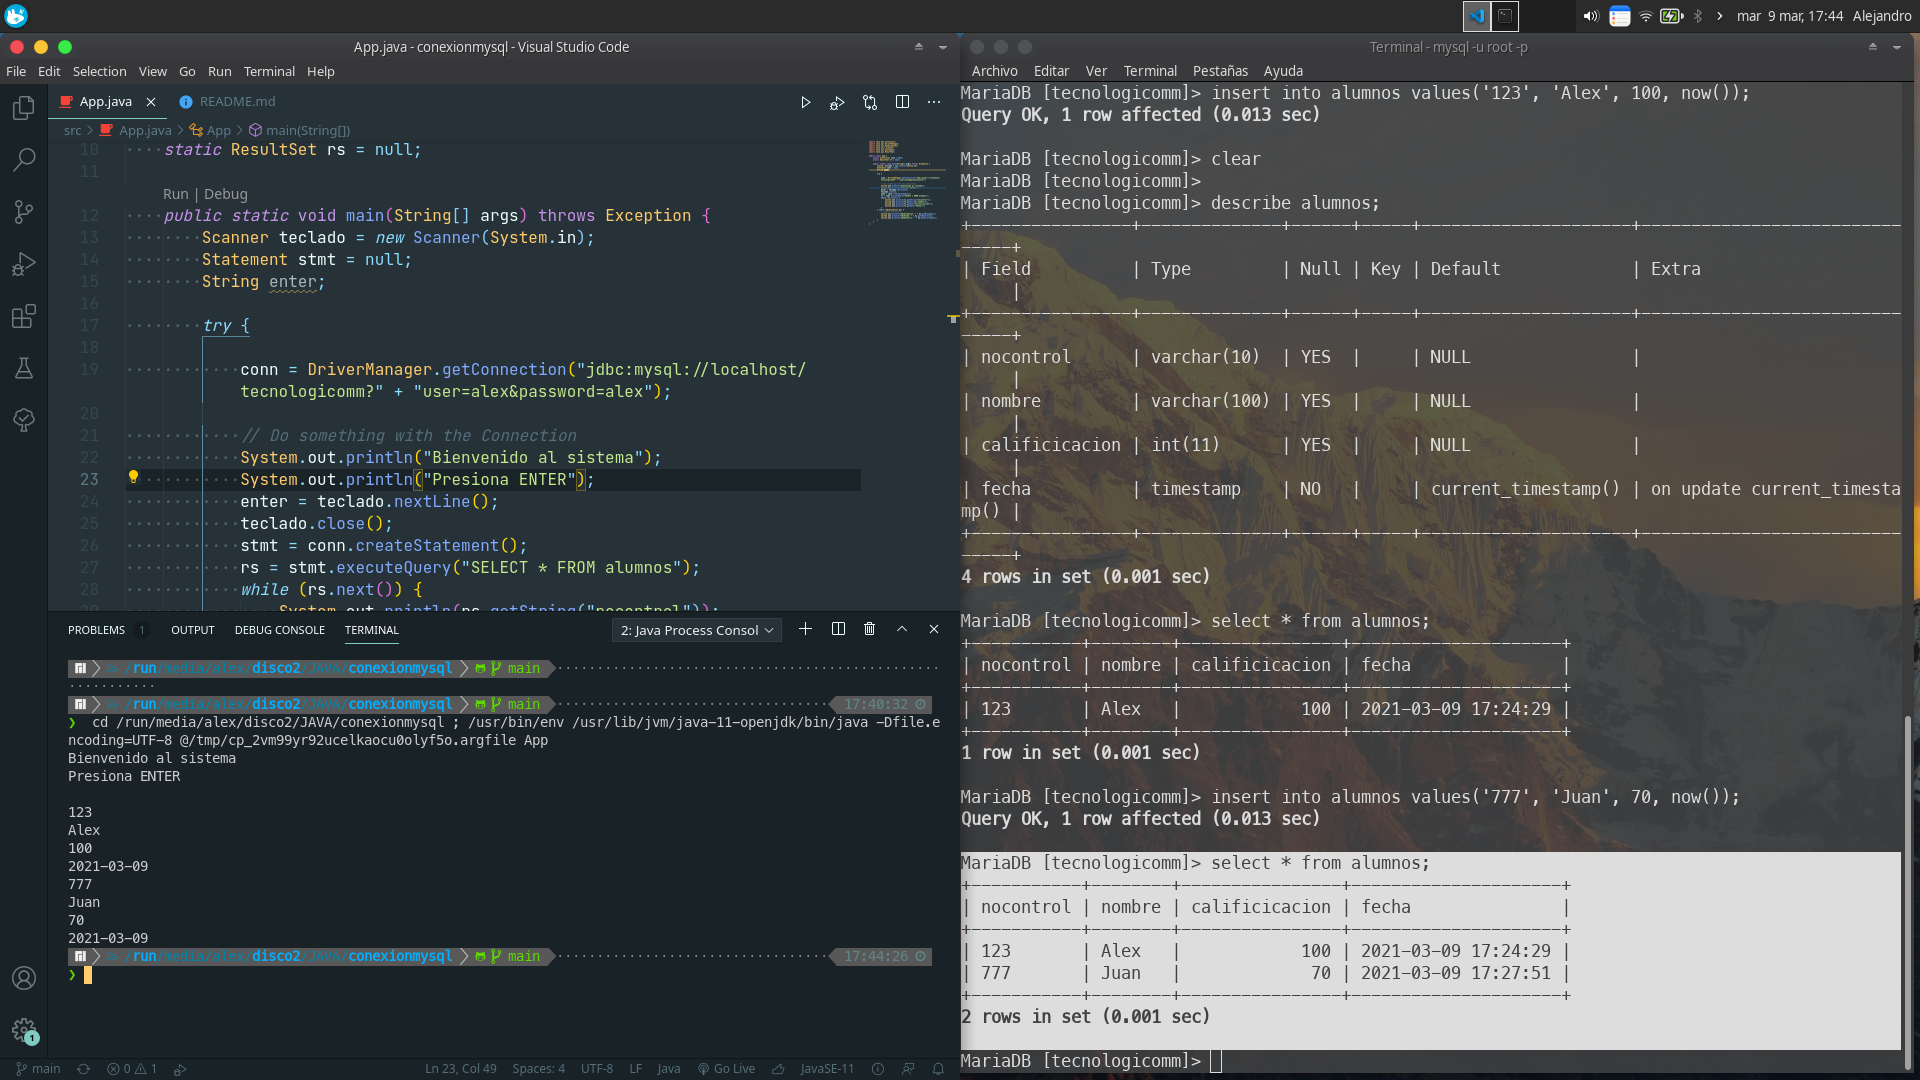 mar 9 mar, 17:44 Alejandro
App.java - conexionmysql - Visual Studio Code
File Edit Selection View Go Run Terminal Help
App.java README.md
src App.java App main(String[])
10 static ResultSet rs = null;
11
Run | Debug
12 public static void main(String[] args) throws Exception {
13 Scanner teclado = new Scanner(System.in);
14 Statement stmt = null;
15 String enter;
16
17 try {
18
19 conn = DriverManager.getConnection("jdbc:mysql://localhost/
tecnologicomm?" + "user=alex&password=alex");
20
21 // Do something with the Connection
22 System.out.println("Bienvenido al sistema");
23 System.out.println("Presiona ENTER");
24 enter = teclado.nextLine();
25 teclado.close();
26 stmt = conn.createStatement();
27 rs = stmt.executeQuery("SELECT * FROM alumnos");
28 while (rs.next()) {
29 System.out.println(rs.getString("nocontrol"));
PROBLEMS 1 OUTPUT DEBUG CONSOLE TERMINAL 2: Java Process Consol
/run/media/alex/disco2/JAVA/conexionmysql main
/run/media/alex/disco2/JAVA/conexionmysql main 17:40:32
❯ cd /run/media/alex/disco2/JAVA/conexionmysql ; /usr/bin/env /usr/lib/jvm/java-11-openjdk/bin/java -Dfile.e
ncoding=UTF-8 @/tmp/cp_2vm99yr92ucelkaocu0olyf5o.argfile App
Bienvenido al sistema
Presiona ENTER
123
Alex
100
2021-03-09
777
Juan
70
2021-03-09
/run/media/alex/disco2/JAVA/conexionmysql main 17:44:26
❯
main 0 1 Ln 23, Col 49 Spaces: 4 UTF-8 LF Java Go Live JavaSE-11
1
Terminal - mysql -u root -p
Archivo Editar Ver Terminal Pestañas Ayuda
MariaDB [tecnologicomm]> insert into alumnos values('123', 'Alex', 100, now());
Query OK, 1 row affected (0.013 sec)
MariaDB [tecnologicomm]> clear
MariaDB [tecnologicomm]>
MariaDB [tecnologicomm]> describe alumnos;
+----------------+--------------+------+-----+---------------------+--------------------------
-----+
| Field | Type | Null | Key | Default | Extra
|
+----------------+--------------+------+-----+---------------------+--------------------------
-----+
| nocontrol | varchar(10) | YES | | NULL |
|
| nombre | varchar(100) | YES | | NULL |
|
| calificicacion | int(11) | YES | | NULL |
|
| fecha | timestamp | NO | | current_timestamp() | on update current_timesta
mp() |
+----------------+--------------+------+-----+---------------------+--------------------------
-----+
4 rows in set (0.001 sec)
MariaDB [tecnologicomm]> select * from alumnos;
+-----------+--------+----------------+---------------------+
| nocontrol | nombre | calificicacion | fecha |
+-----------+--------+----------------+---------------------+
| 123 | Alex | 100 | 2021-03-09 17:24:29 |
+-----------+--------+----------------+---------------------+
1 row in set (0.001 sec)
MariaDB [tecnologicomm]> insert into alumnos values('777', 'Juan', 70, now());
Query OK, 1 row affected (0.013 sec)
MariaDB [tecnologicomm]> select * from alumnos;
+-----------+--------+----------------+---------------------+
| nocontrol | nombre | calificicacion | fecha |
+-----------+--------+----------------+---------------------+
| 123 | Alex | 100 | 2021-03-09 17:24:29 |
| 777 | Juan | 70 | 2021-03-09 17:27:51 |
+-----------+--------+----------------+---------------------+
2 rows in set (0.001 sec)
MariaDB [tecnologicomm]>